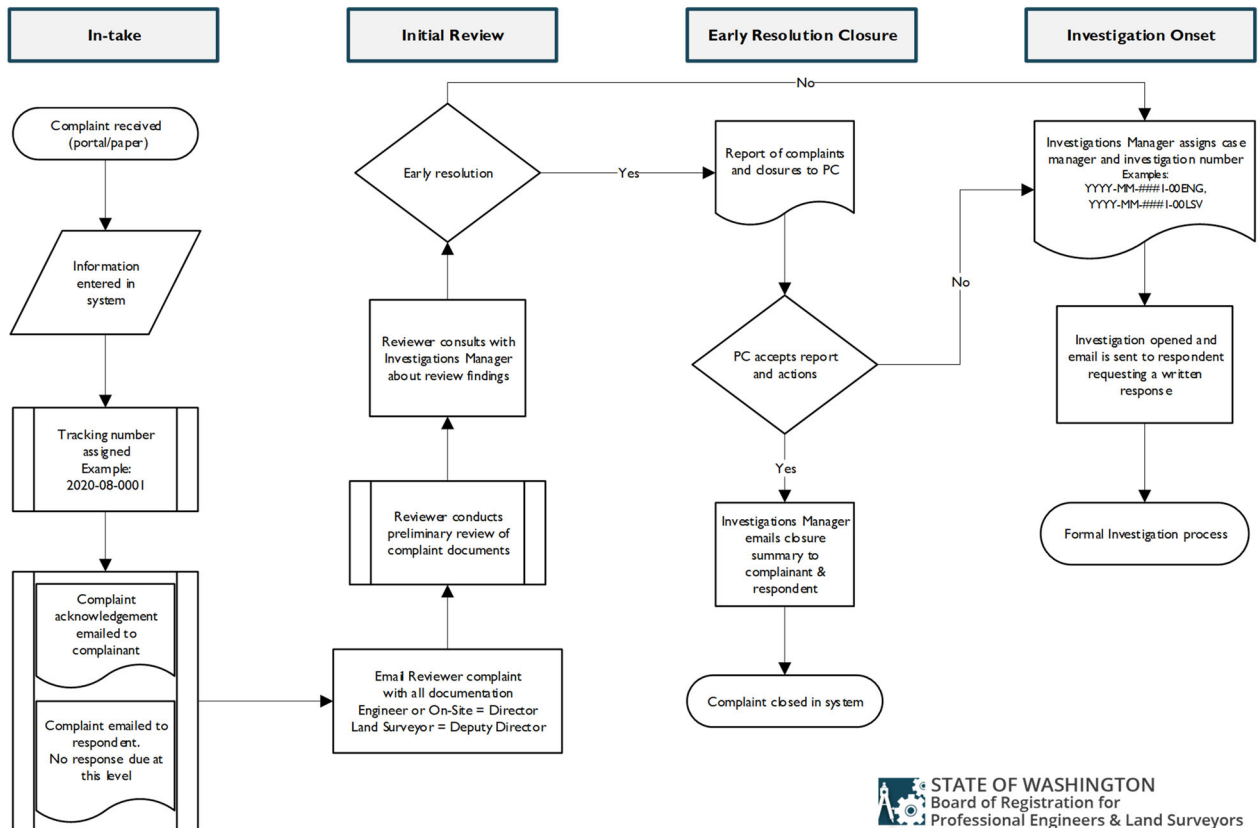 In-take
Complaint received
(portal/paper)
Information
entered in
system
Tracking number
assigned
Example:
2020-08-0001
Complaint
acknowledgement
emailed to
complainant
Complaint emailed to
respondent.
No response due at
this level
Initial Review
Early resolution
Reviewer consults with
Investigations Manager
about review findings
Reviewer conducts
preliminary review of
complaint documents
Email Reviewer complaint
with all documentation
Engineer or On-Site = Director
Land Surveyor = Deputy Director
No
Yes
Early Resolution Closure
Report of complaints
and closures to PC
PC accepts report
and actions
No
Yes
Investigations Manager
emails closure
summary to
complainant &
respondent
Complaint closed in system
Investigation Onset
Investigations Manager assigns case
manager and investigation number
Examples:
YYYY-MM-###1-00ENG,
YYYY-MM-###1-00LSV
Investigation opened and
email is sent to respondent
requesting a written
response
Formal Investigation process
STATE OF WASHINGTON
Board of Registration for
Professional Engineers & Land Surveyors